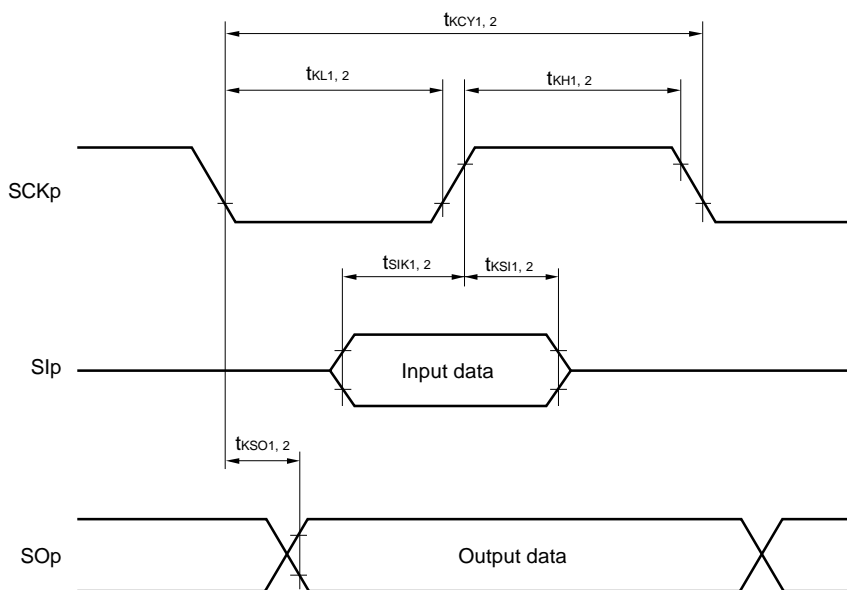 tKCY1, 2
tKL1, 2
tKH1, 2
SCKp
tSIK1, 2
tKSI1, 2
SIp
Input data
tKSO1, 2
SOp
Output data